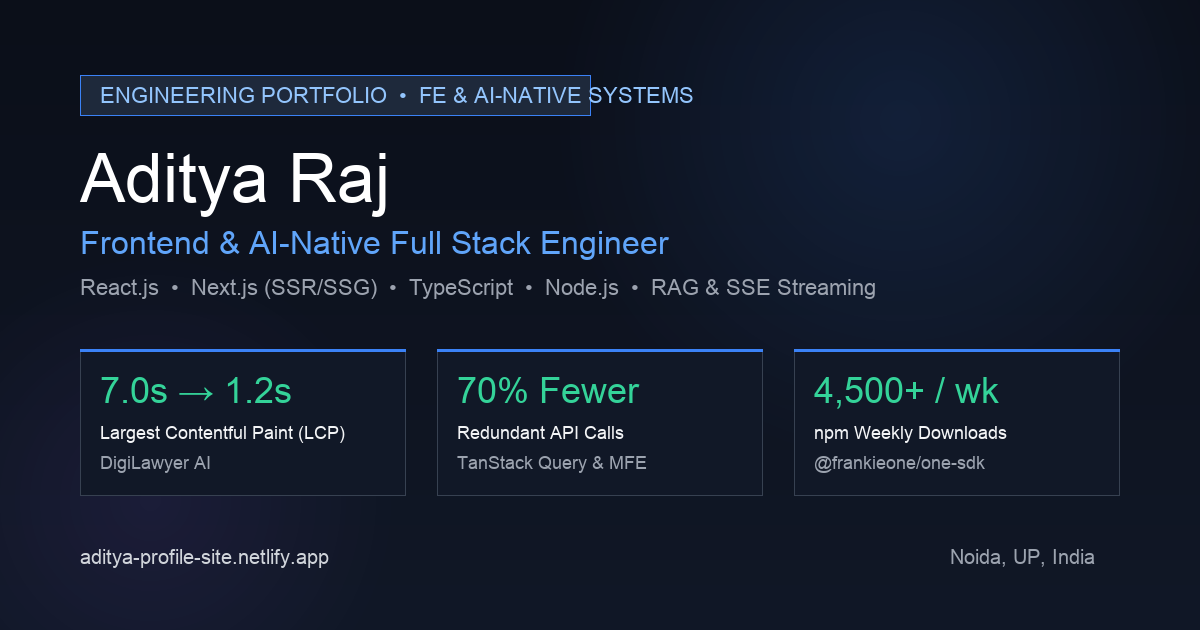 ENGINEERING PORTFOLIO • FE & AI-NATIVE SYSTEMS
Aditya Raj
Frontend & AI-Native Full Stack Engineer
React.js • Next.js (SSR/SSG) • TypeScript • Node.js • RAG & SSE Streaming
7.0s → 1.2s
Largest Contentful Paint (LCP)
DigiLawyer AI
70% Fewer
Redundant API Calls
TanStack Query & MFE
4,500+ / wk
npm Weekly Downloads
@frankieone/one-sdk
aditya-profile-site.netlify.app
Noida, UP, India